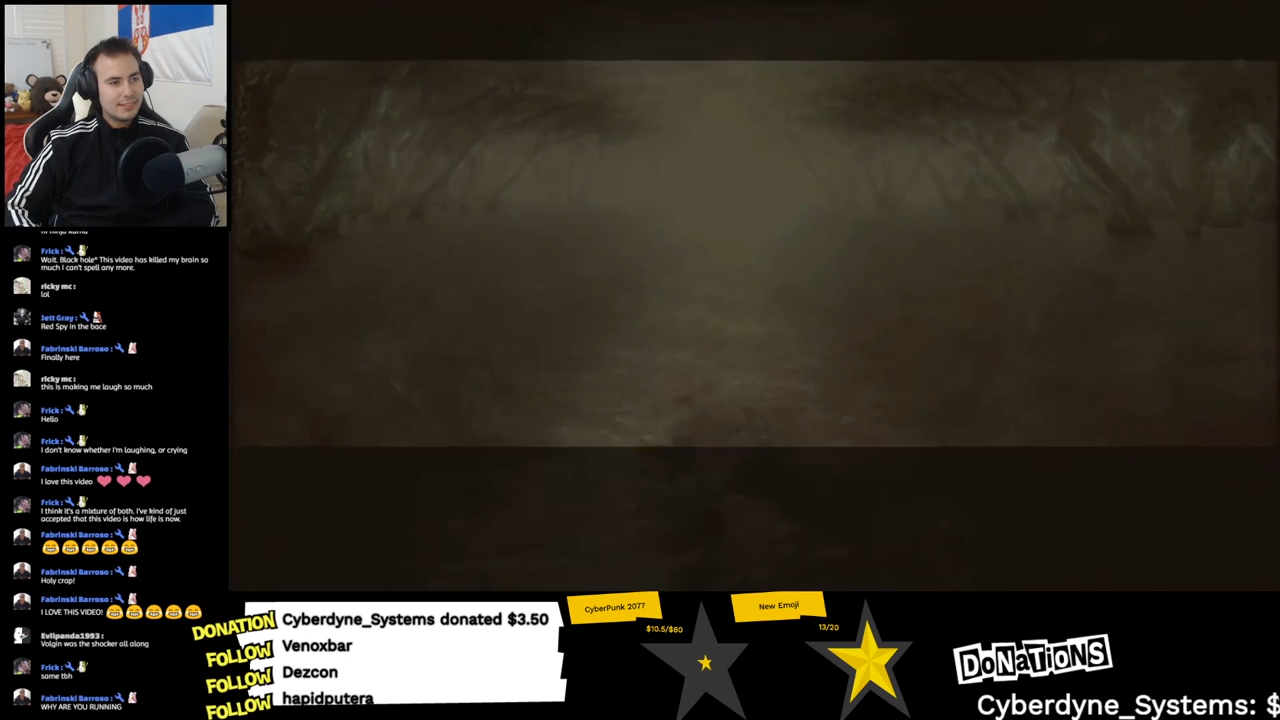 Frick :
Wait. Black hole* This video has killed my brain so
much I can't spell any more.
ricky mc :
lol
Jett Gray :
Red Spy in the bace
Fabrinski Barroso :
Finally here
ricky mc :
this is making me laugh so much
Frick :
Hello
Frick :
I don't know whether I'm laughing, or crying
Fabrinski Barroso :
I love this video
Frick :
I think it's a mixture of both. I've kind of just
accepted that this video is how life is now.
Fabrinski Barroso :
Fabrinski Barroso :
Holy crap!
Fabrinski Barroso :
I LOVE THIS VIDEO!
Evilpanda1993 :
Volgin was the shocker all along
Frick :
same tbh
Fabrinski Barroso :
WHY ARE YOU RUNNING
DONATION Cyberdyne_Systems donated $3.50
FOLLOW Venoxbar
FOLLOW Dezcon
FOLLOW hapidputera
CyberPunk 2077
$10.5/$80
New Emoji
13/20
DONATIONS
Cyberdyne_Systems: $